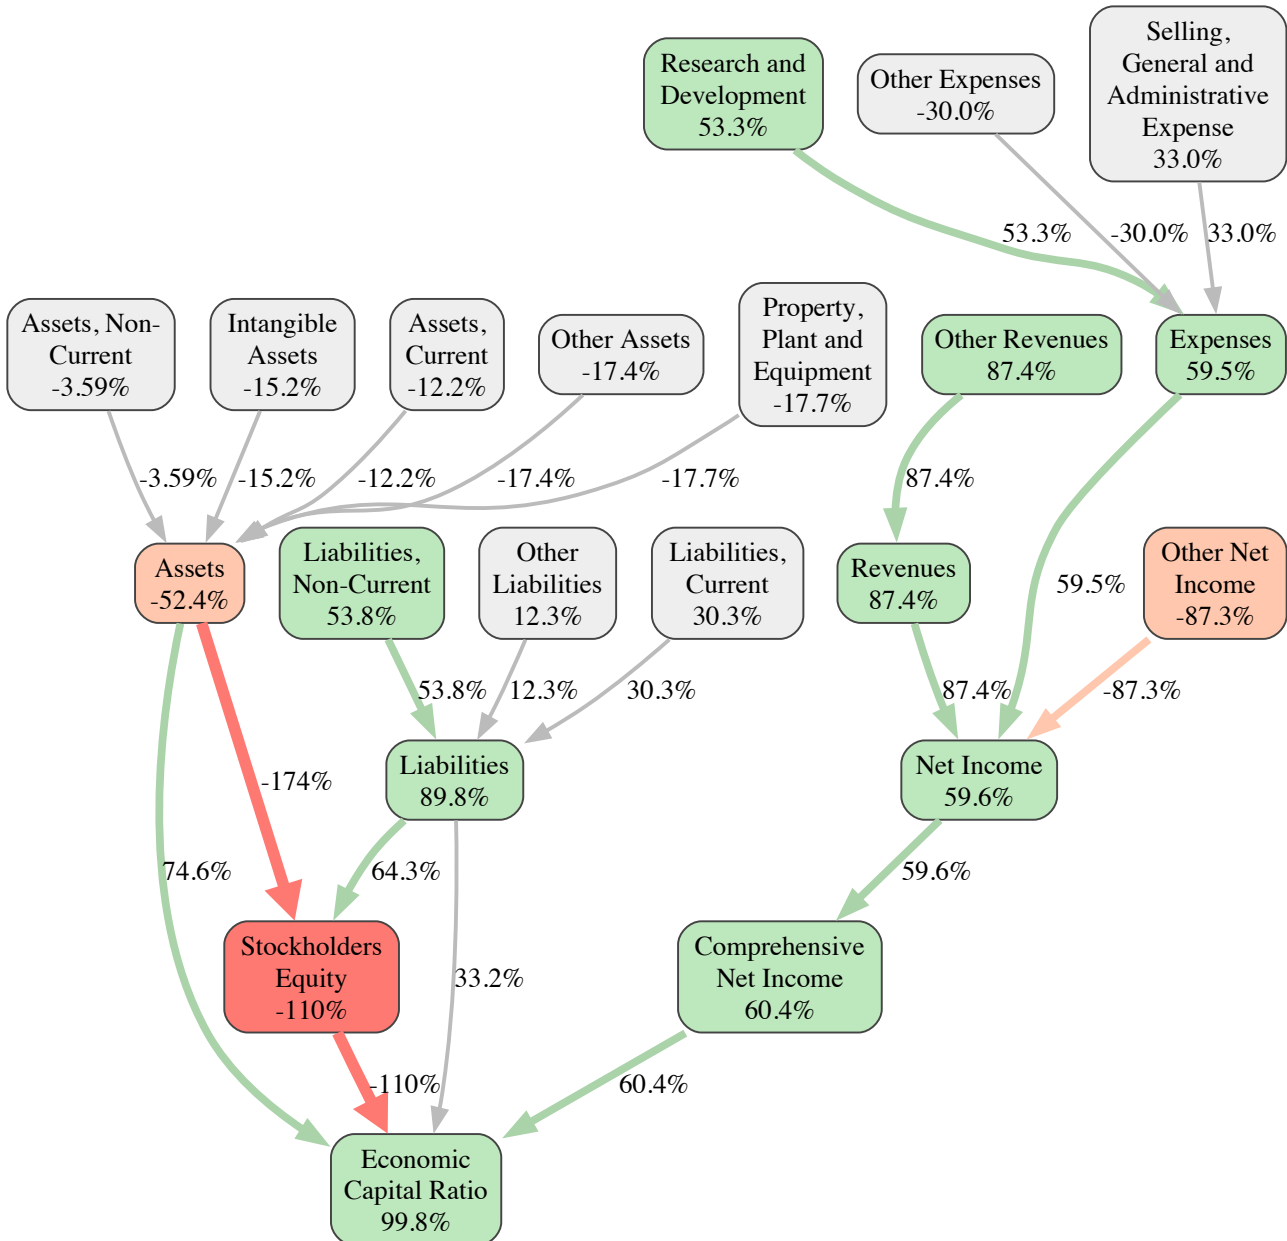 Selling,
General and
Administrative
Expense
33.0%
Research and
Development
53.3%
Other Expenses
-30.0%
53.3%
-30.0%
33.0%
Assets, Non-
Current
-3.59%
Intangible
Assets
-15.2%
Assets,
Current
-12.2%
Other Assets
-17.4%
Property,
Plant and
Equipment
-17.7%
Other Revenues
87.4%
Expenses
59.5%
-3.59%
-15.2%
-12.2%
-17.4%
-17.7%
87.4%
Assets
-52.4%
Liabilities,
Non-Current
53.8%
Other
Liabilities
12.3%
Liabilities,
Current
30.3%
Revenues
87.4%
59.5%
Other Net
Income
-87.3%
53.8%
12.3%
30.3%
87.4%
-87.3%
-174%
Liabilities
89.8%
Net Income
59.6%
74.6%
64.3%
59.6%
Stockholders
Equity
-110%
33.2%
Comprehensive
Net Income
60.4%
-110%
60.4%
Economic
Capital Ratio
99.8%